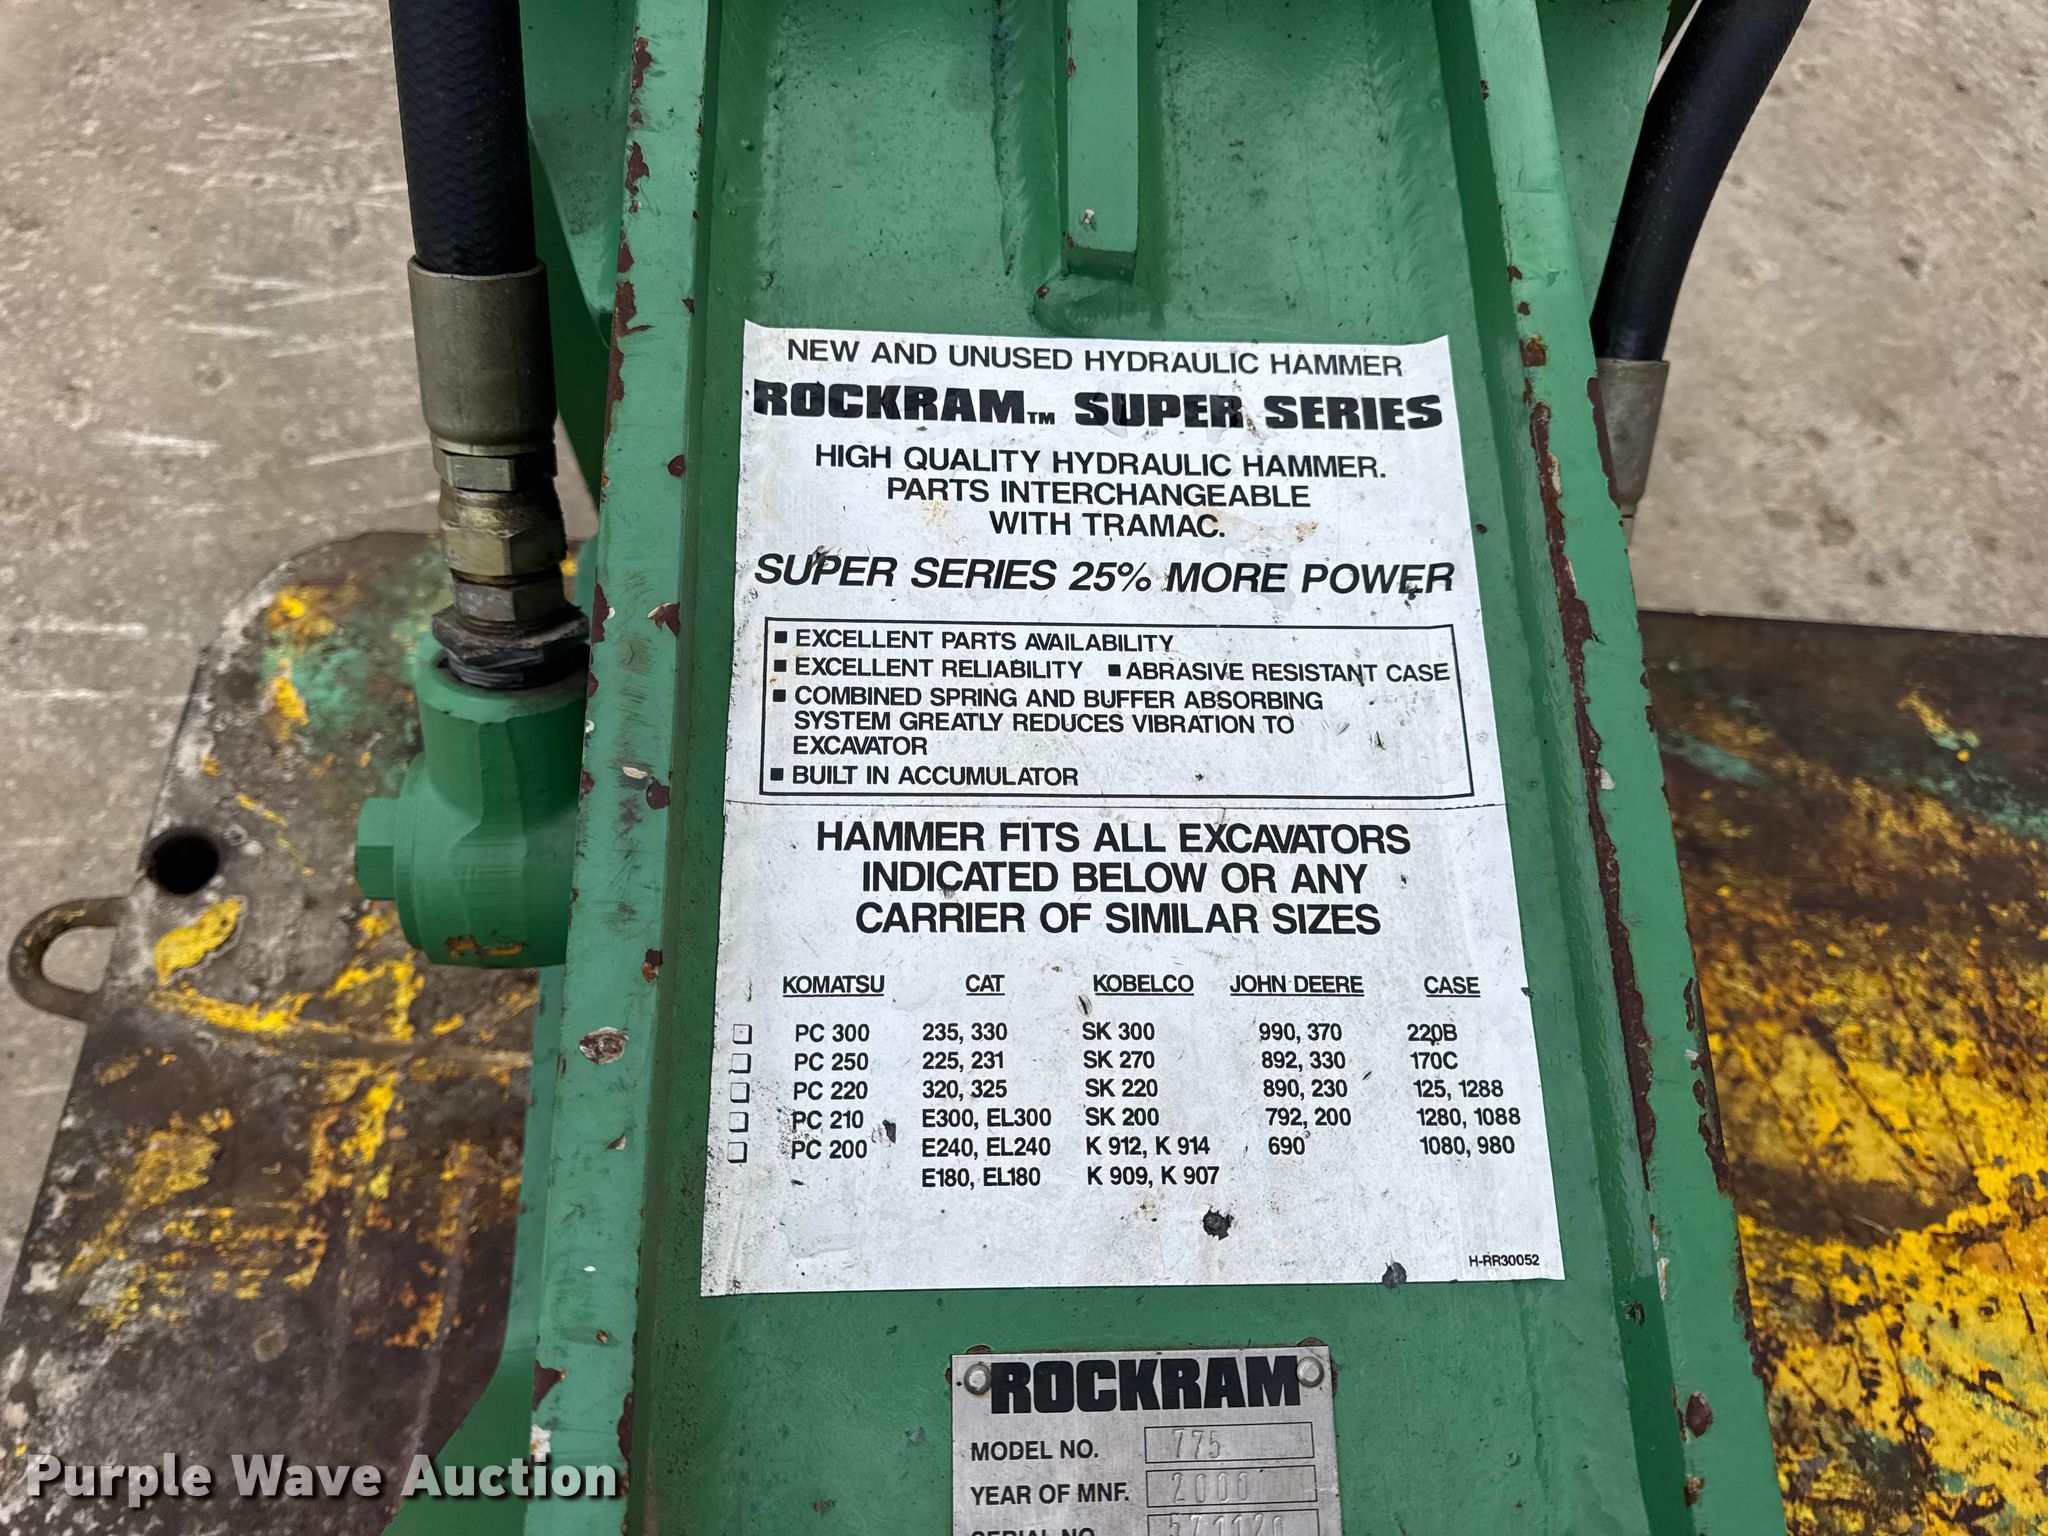 NEW AND UNUSED HYDRAULIC HAMMER
ROCKRAM™ SUPER SERIES
HIGH QUALITY HYDRAULIC HAMMER.
PARTS INTERCHANGEABLE
WITH TRAMAC.
SUPER SERIES 25% MORE POWER
■ EXCELLENT PARTS AVAILABILITY
■ EXCELLENT RELIABILITY ■ ABRASIVE RESISTANT CASE
■ COMBINED SPRING AND BUFFER ABSORBING
SYSTEM GREATLY REDUCES VIBRATION TO
EXCAVATOR
■ BUILT IN ACCUMULATOR
HAMMER FITS ALL EXCAVATORS
INDICATED BELOW OR ANY
CARRIER OF SIMILAR SIZES
KOMATSU CAT KOBELCO JOHN DEERE CASE
❏ PC 300 235, 330 SK 300 990, 370 220B
❏ PC 250 225, 231 SK 270 892, 330 170C
❏ PC 220 320, 325 SK 220 890, 230 125, 1288
❏ PC 210 E300, EL300 SK 200 792, 200 1280, 1088
❏ PC 200 E240, EL240 K 912, K 914 690 1080, 980
E180, EL180 K 909, K 907
H-RR30052
ROCKRAM
MODEL NO. 775
YEAR OF MNF. 2000
SERIAL NO.
Purple Wave Auction